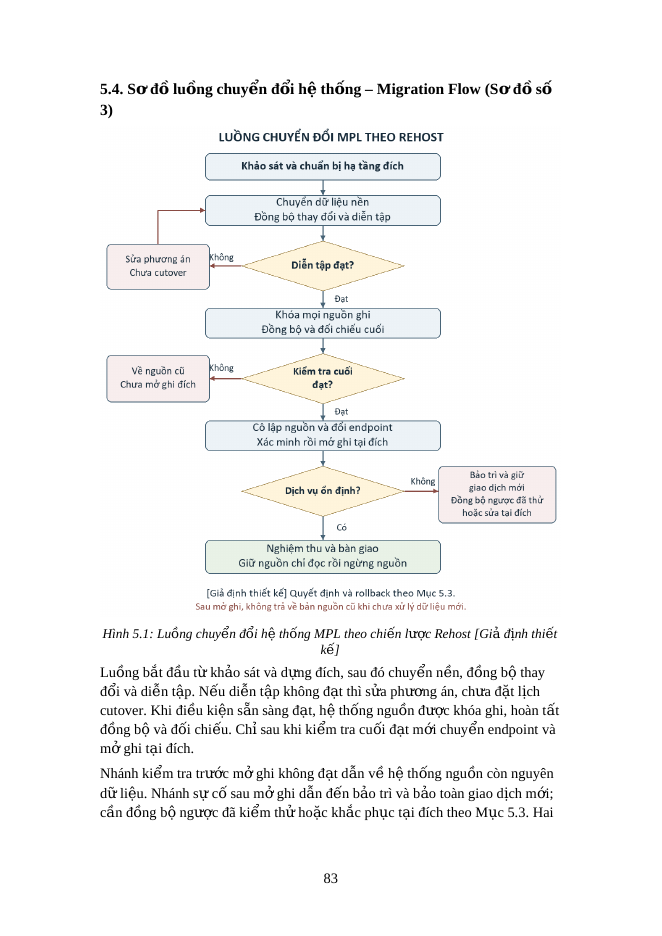 5.4. Sơ đồ luồng chuyển đổi hệ thống – Migration Flow (Sơ đồ số
3)
LUỒNG CHUYỂN ĐỔI MPL THEO REHOST
Khảo sát và chuẩn bị hạ tầng đích
Chuyển dữ liệu nền
Đồng bộ thay đổi và diễn tập
Sửa phương án
Chưa cutover
Không
Diễn tập đạt?
Đạt
Khóa mọi nguồn ghi
Đồng bộ và đối chiếu cuối
Về nguồn cũ
Chưa mở ghi đích
Không
Kiểm tra cuối
đạt?
Đạt
Cô lập nguồn và đổi endpoint
Xác minh rồi mở ghi tại đích
Dịch vụ ổn định?
Không
Bảo trì và giữ
giao dịch mới
Đồng bộ ngược đã thử
hoặc sửa tại đích
Có
Nghiệm thu và bàn giao
Giữ nguồn chỉ đọc rồi ngừng nguồn
[Giả định thiết kế] Quyết định và rollback theo Mục 5.3.
Sau mở ghi, không trả về bản nguồn cũ khi chưa xử lý dữ liệu mới.
Hình 5.1: Luồng chuyển đổi hệ thống MPL theo chiến lược Rehost [Giả định thiết
kế]
Luồng bắt đầu từ khảo sát và dựng đích, sau đó chuyển nền, đồng bộ thay
đổi và diễn tập. Nếu diễn tập không đạt thì sửa phương án, chưa đặt lịch
cutover. Khi điều kiện sẵn sàng đạt, hệ thống nguồn được khóa ghi, hoàn tất
đồng bộ và đối chiếu. Chỉ sau khi kiểm tra cuối đạt mới chuyển endpoint và
mở ghi tại đích.
Nhánh kiểm tra trước mở ghi không đạt dẫn về hệ thống nguồn còn nguyên
dữ liệu. Nhánh sự cố sau mở ghi dẫn đến bảo trì và bảo toàn giao dịch mới;
cần đồng bộ ngược đã kiểm thử hoặc khắc phục tại đích theo Mục 5.3. Hai
83